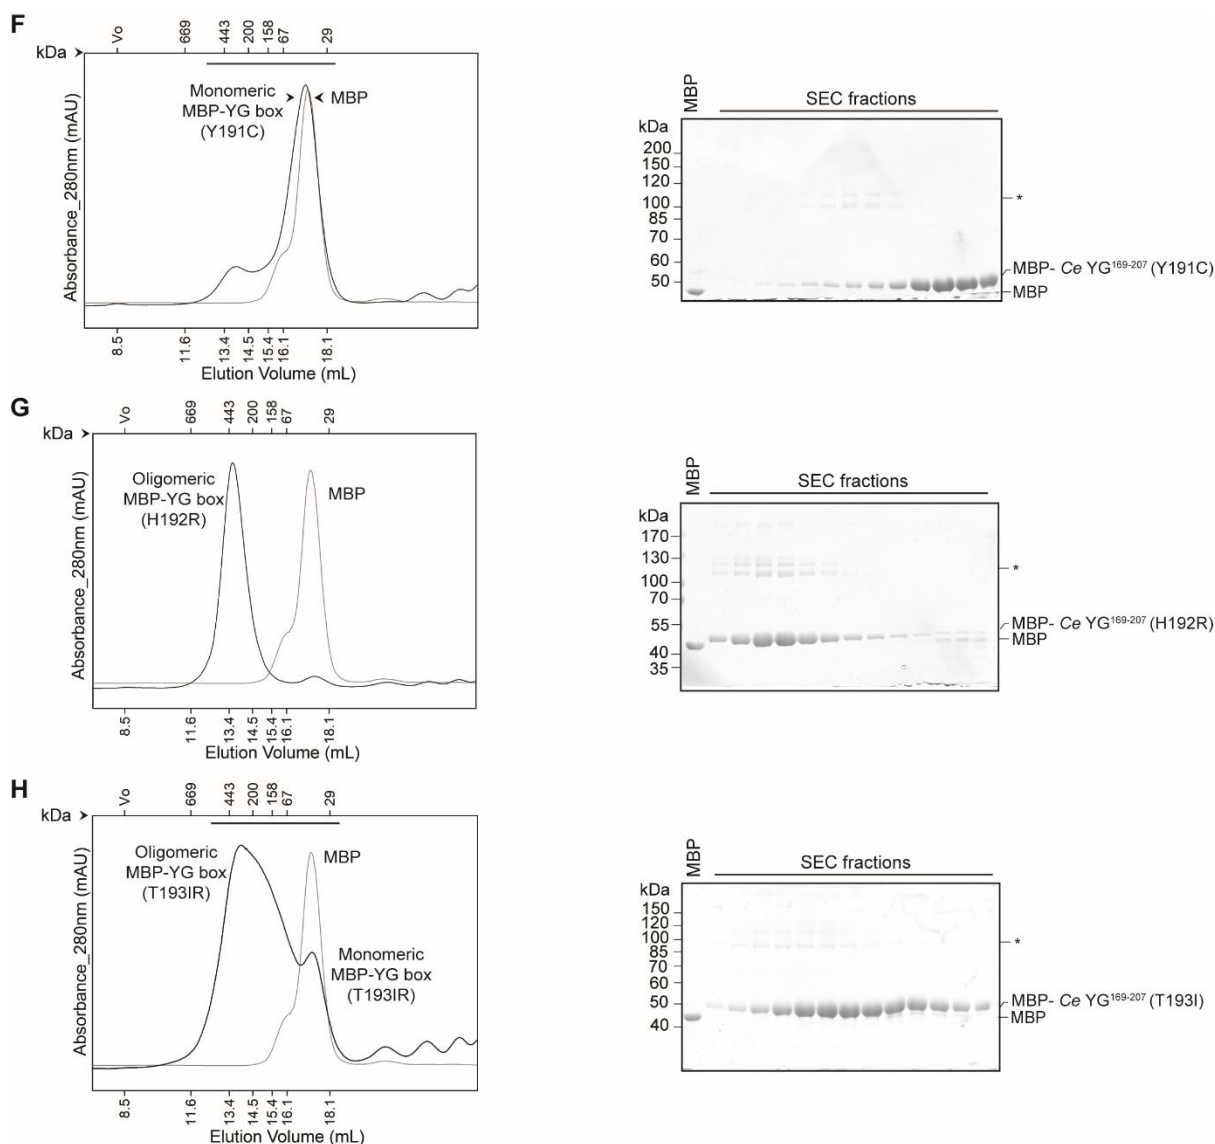 F
Vo 669 443 200 158 67 29
kDa
Monomeric
MBP-YG box
(Y191C)
MBP
Absorbance_280nm (mAU)
8.5 11.6 13.4 14.5 15.4 16.1 18.1
Elution Volume (mL)
MBP
SEC fractions
kDa
200
150
120
100
85
70
60
50
*
MBP- Ce YG169-207 (Y191C)
MBP
G
Vo 669 443 200 158 67 29
kDa
Oligomeric
MBP-YG box
(H192R)
MBP
Absorbance_280nm (mAU)
8.5 11.6 13.4 14.5 15.4 16.1 18.1
Elution Volume (mL)
MBP
SEC fractions
kDa
170
130
100
70
55
40
35
*
MBP- Ce YG169-207 (H192R)
MBP
H
Vo 669 443 200 158 67 29
kDa
Oligomeric
MBP-YG box
(T193IR)
MBP
Monomeric
MBP-YG box
(T193IR)
Absorbance_280nm (mAU)
8.5 11.6 13.4 14.5 15.4 16.1 18.1
Elution Volume (mL)
MBP
SEC fractions
kDa
150
120
100
85
70
60
50
40
*
MBP- Ce YG169-207 (T193I)
MBP